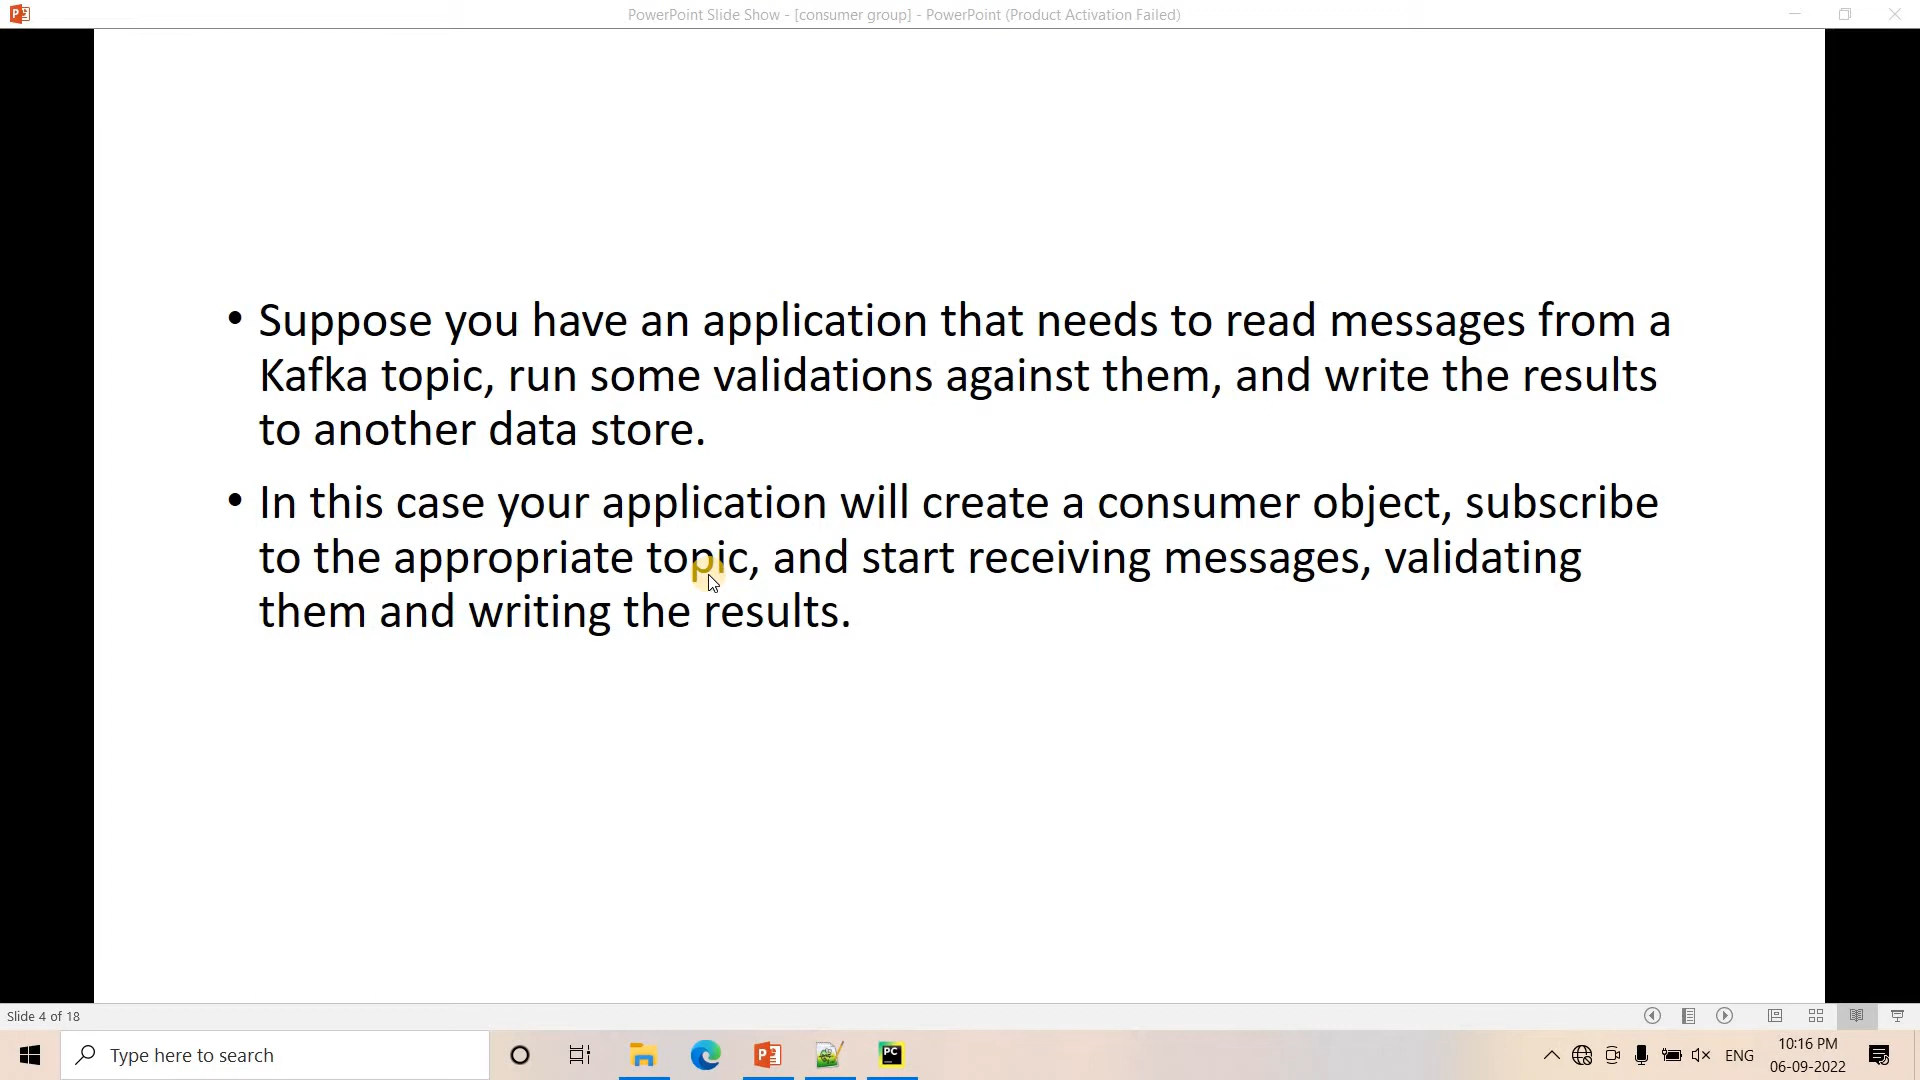 PowerPoint Slide Show - [consumer group] - PowerPoint (Product Activation Failed)
• Suppose you have an application that needs to read messages from a
Kafka topic, run some validations against them, and write the results
to another data store.
• In this case your application will create a consumer object, subscribe
to the appropriate topic, and start receiving messages, validating
them and writing the results.
Slide 4 of 18
Type here to search
PC
ENG
10:16 PM
06-09-2022